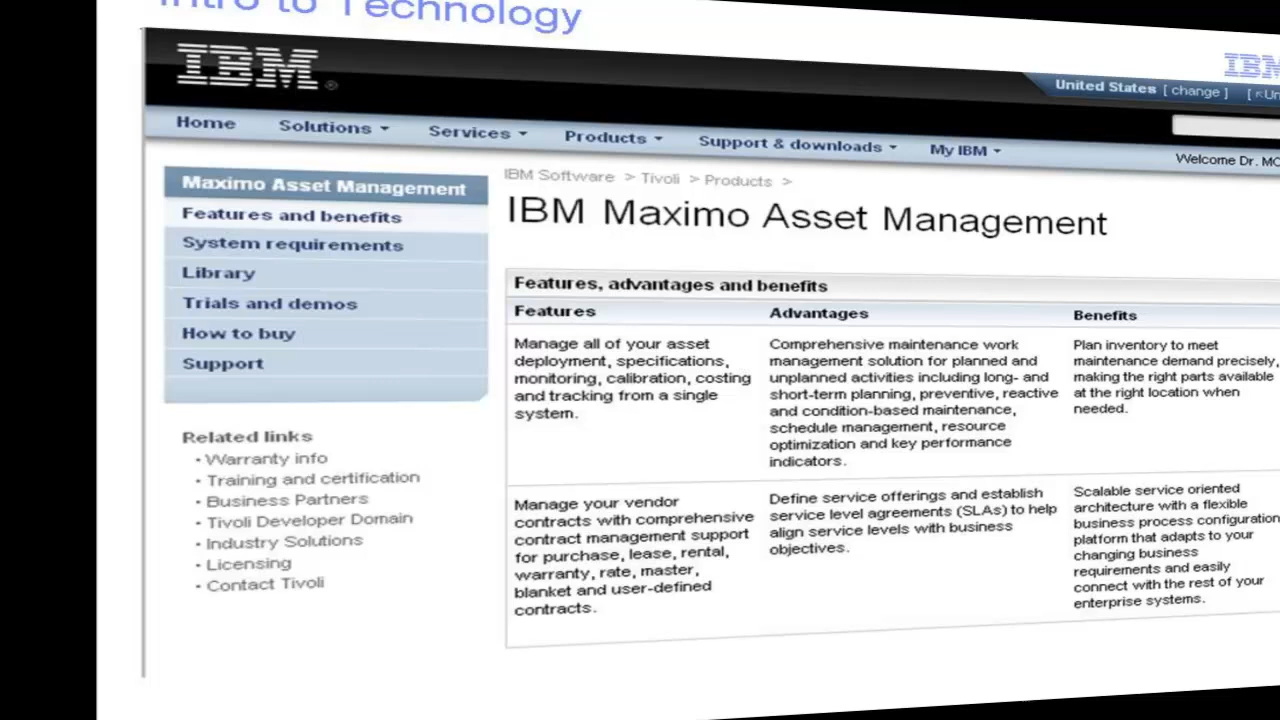 Intro to Technology
IBM
IBM
United States [ change ]
Home Solutions Services Products Support & downloads My IBM
Welcome Dr.
Maximo Asset Management
Features and benefits
System requirements
Library
Trials and demos
How to buy
Support
Related links
• Warranty info
• Training and certification
• Business Partners
• Tivoli Developer Domain
• Industry Solutions
• Licensing
• Contact Tivoli
IBM Software > Tivoli > Products >
IBM Maximo Asset Management
Features, advantages and benefits
Features Advantages Benefits
Manage all of your asset
deployment, specifications,
monitoring, calibration, costing
and tracking from a single
system.
Comprehensive maintenance work
management solution for planned and
unplanned activities including long- and
short-term planning, preventive, reactive
and condition-based maintenance,
schedule management, resource
optimization and key performance
indicators.
Plan inventory to meet
maintenance demand precisely,
making the right parts available
at the right location when
needed.
Manage your vendor
contracts with comprehensive
contract management support
for purchase, lease, rental,
warranty, rate, master,
blanket and user-defined
contracts.
Define service offerings and establish
service level agreements (SLAs) to help
align service levels with business
objectives.
Scalable service oriented
architecture with a flexible
business process configuration
platform that adapts to your
changing business
requirements and easily
connect with the rest of your
enterprise systems.